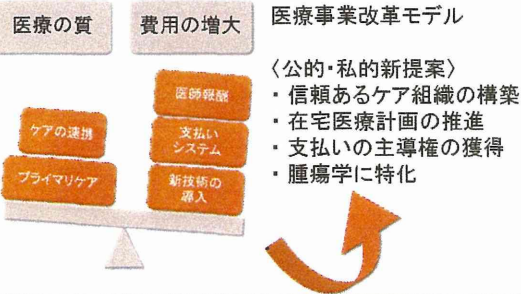 医療の質
費用の増大
医師報酬
ケアの連携
支払い
システム
プライマリケア
新技術の
導入
医療事業改革モデル
〈公的・私的新提案〉
・信頼あるケア組織の構築
・在宅医療計画の推進
・支払いの主導権の獲得
・腫瘍学に特化